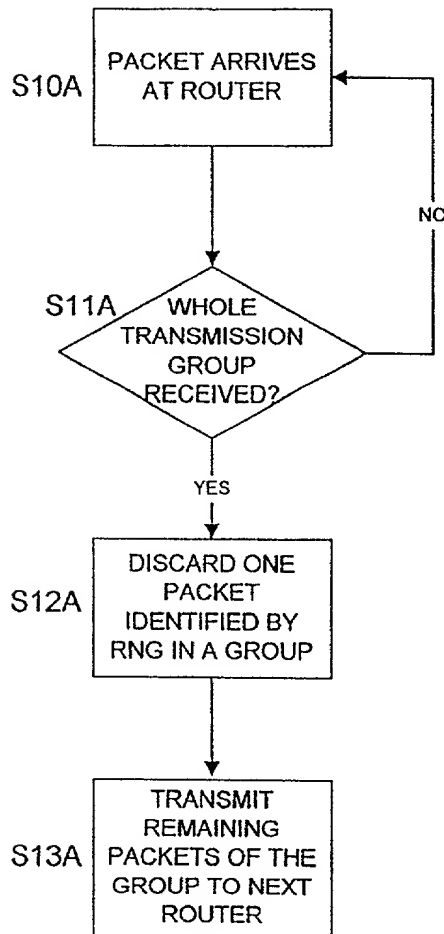 PACKET ARRIVES
AT ROUTER
S10A
NO
S11A
WHOLE
TRANSMISSION
GROUP
RECEIVED?
YES
DISCARD ONE
PACKET
IDENTIFIED BY
RNG IN A GROUP
S12A
TRANSMIT
REMAINING
PACKETS OF THE
GROUP TO NEXT
ROUTER
S13A